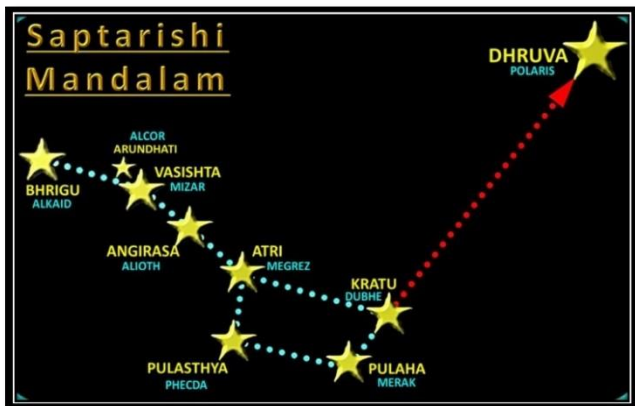 Saptarishi
Mandalam
DHRUVA
POLARIS
ALCOR
ARUNDHATI
VASISHTA
MIZAR
BHRIGU
ALKAID
ANGIRASA
ALIOTH
ATRI
MEGREZ
KRATU
DUBHE
PULASTHYA
PHECDA
PULAHA
MERAK